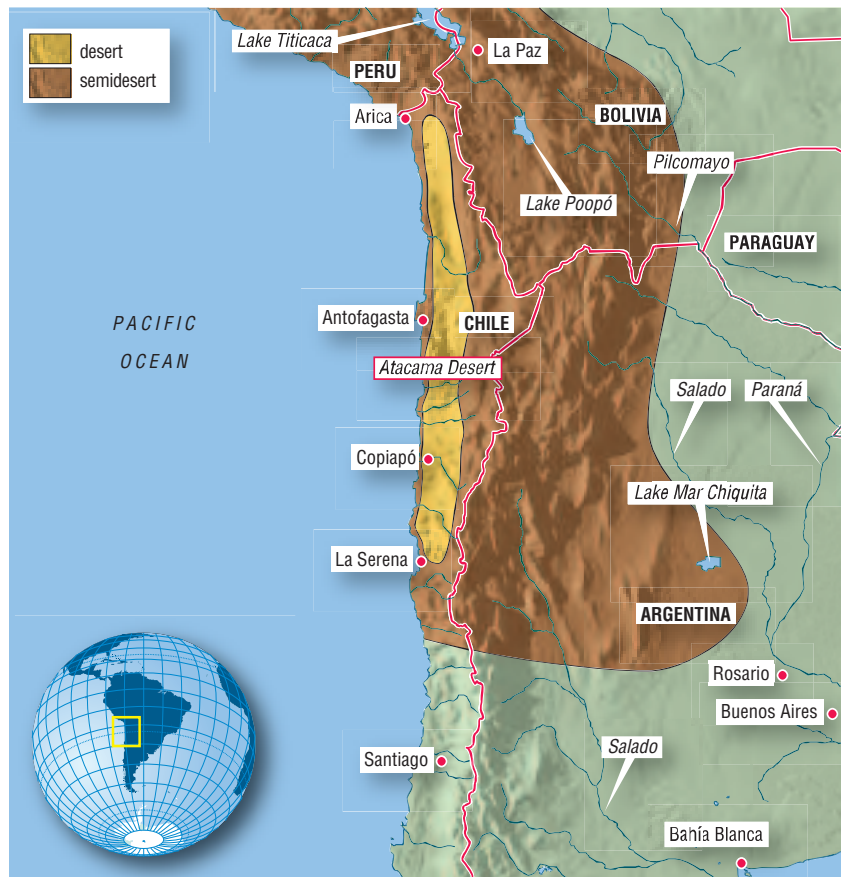 desert
semidesert
Lake Titicaca
La Paz
PERU
Arica
BOLIVIA
Pilcomayo
Lake Poopó
PARAGUAY
PACIFIC
OCEAN
Antofagasta
CHILE
Atacama Desert
Salado
Paraná
Copiapó
Lake Mar Chiquita
La Serena
ARGENTINA
Rosario
Buenos Aires
Santiago
Salado
Bahía Blanca